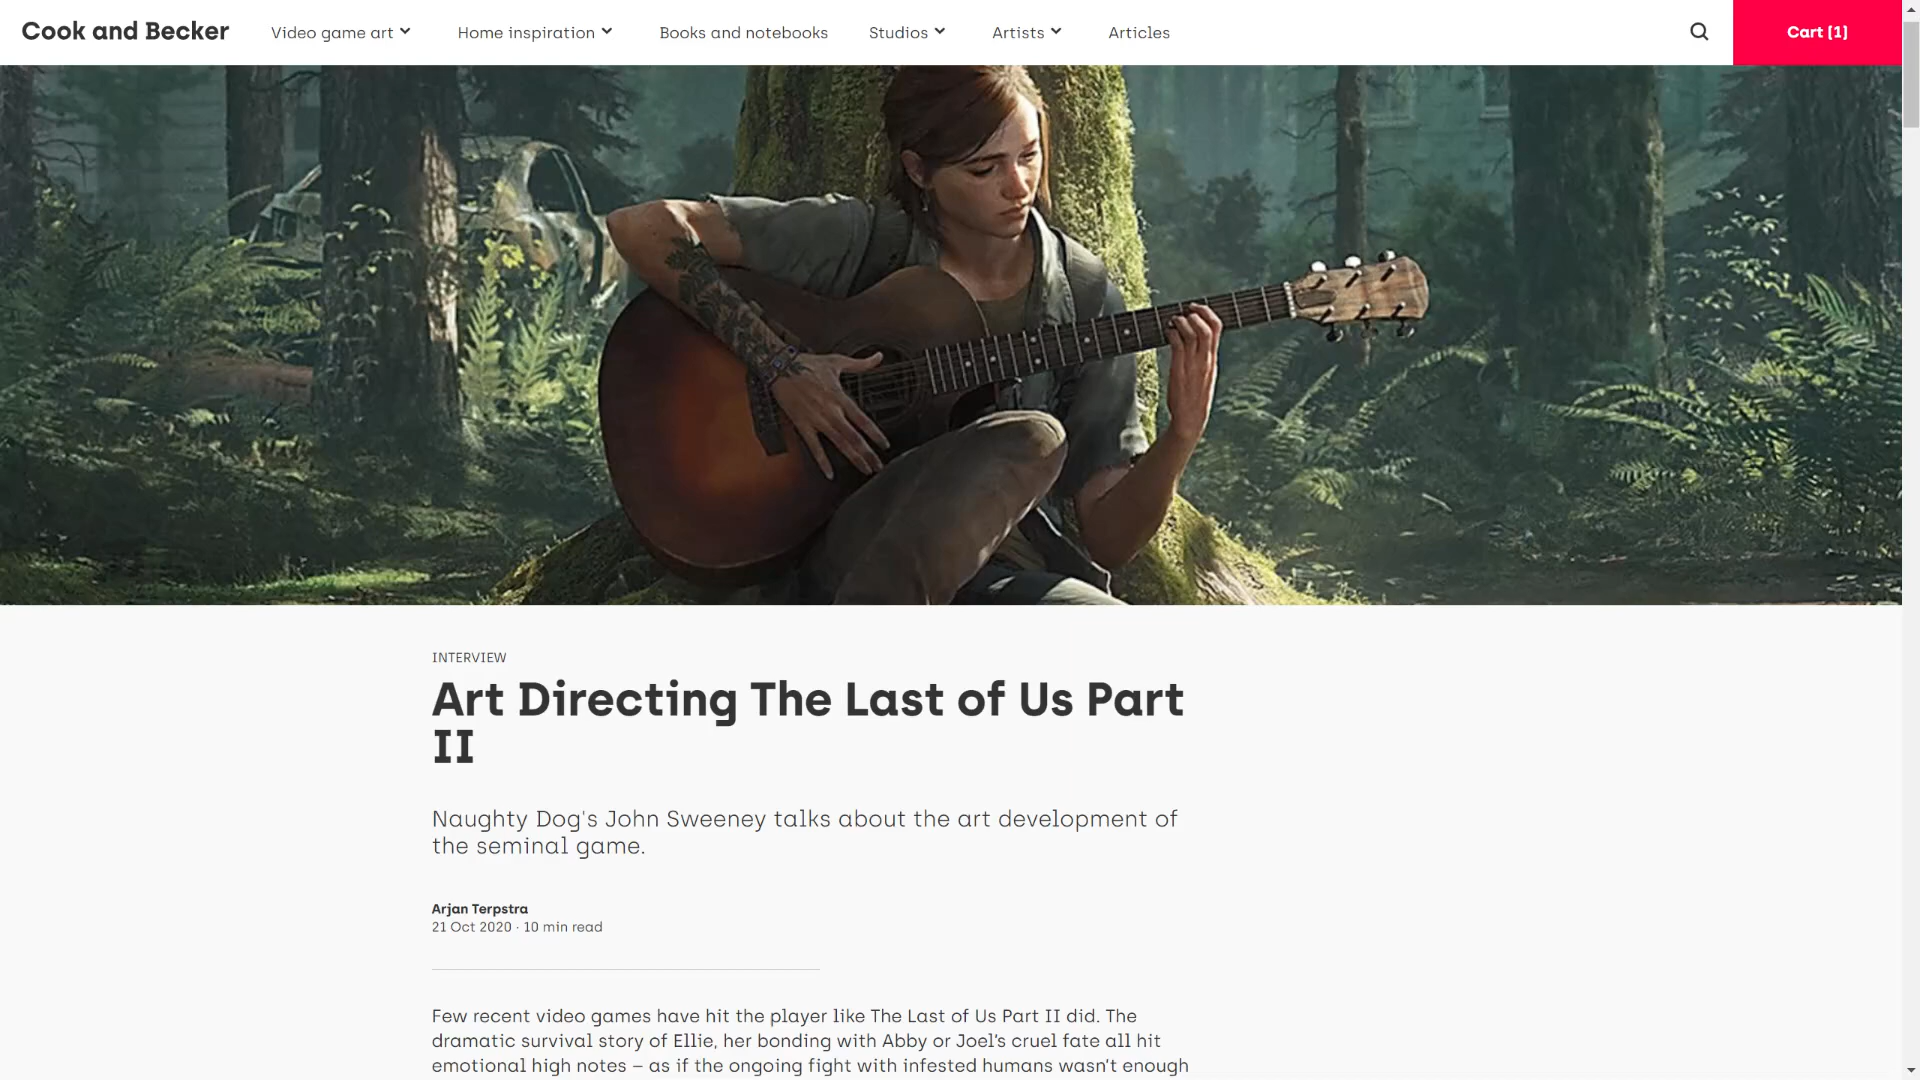 Cook and Becker
Video game art
Home inspiration
Books and notebooks
Studios
Artists
Articles
Cart [1]
INTERVIEW
Art Directing The Last of Us Part
II
Naughty Dog's John Sweeney talks about the art development of
the seminal game.
Arjan Terpstra
21 Oct 2020 · 10 min read
Few recent video games have hit the player like The Last of Us Part II did. The
dramatic survival story of Ellie, her bonding with Abby or Joel's cruel fate all hit
emotional high notes – as if the ongoing fight with infested humans wasn't enough